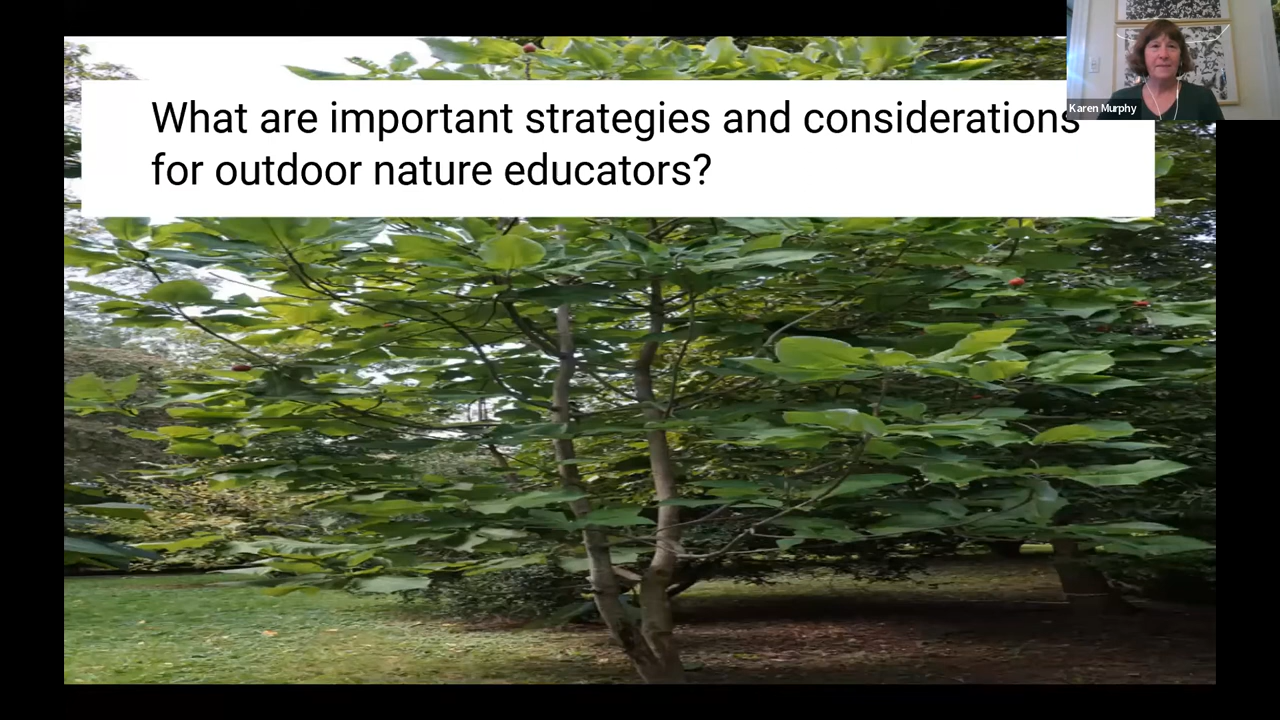 What are important strategies and considerations
for outdoor nature educators?
Karen Murphy